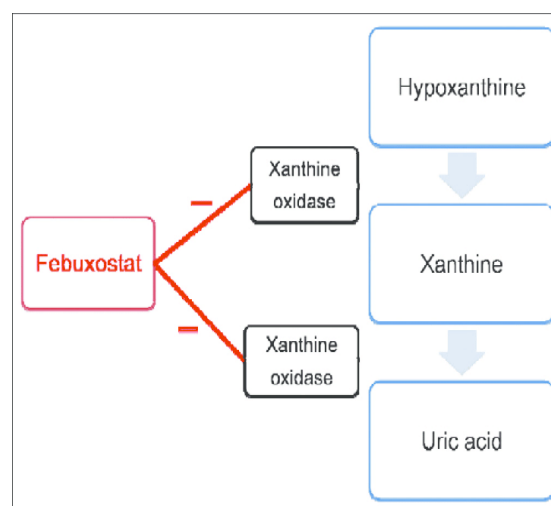 Hypoxanthine
Xanthine
oxidase
Febuxostat
Xanthine
Xanthine
oxidase
Uric acid